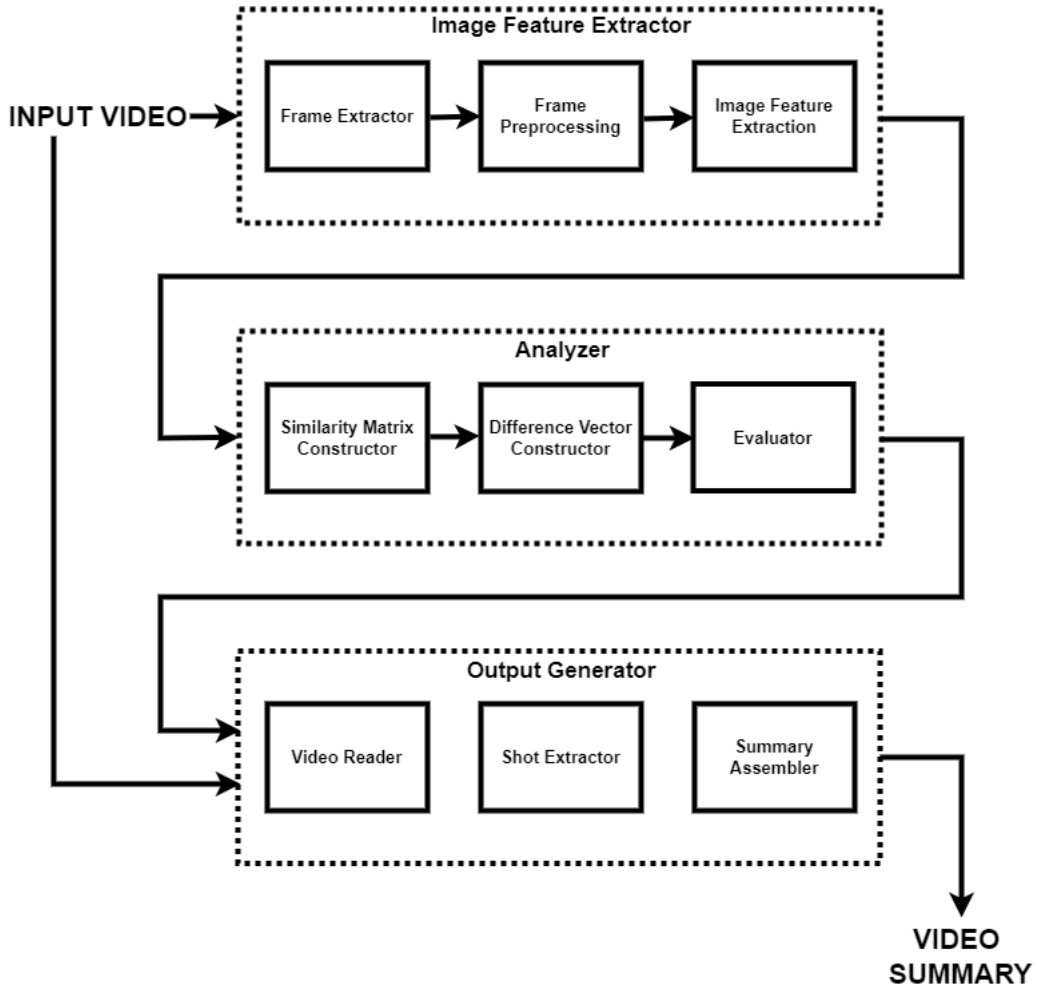 Image Feature Extractor
INPUT VIDEO
Frame Extractor
Frame
Preprocessing
Image Feature
Extraction
Analyzer
Similarity Matrix
Constructor
Difference Vector
Constructor
Evaluator
Output Generator
Video Reader
Shot Extractor
Summary
Assembler
VIDEO
SUMMARY